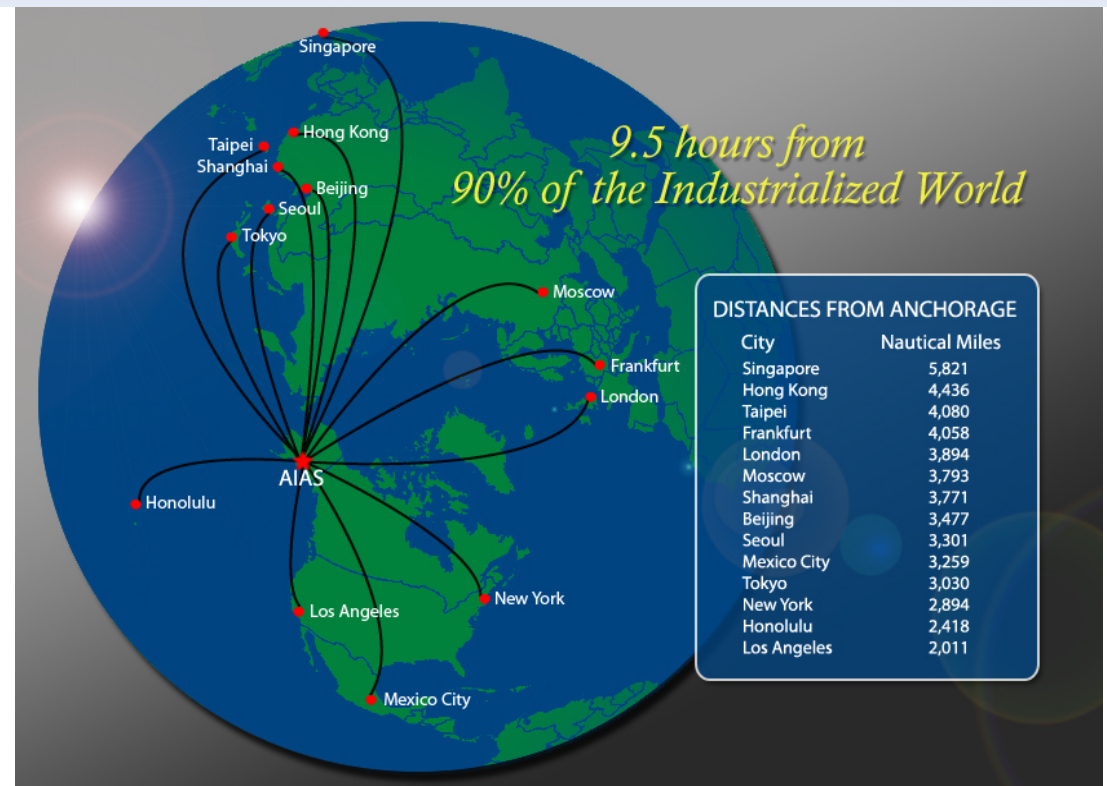 Singapore
Hong Kong
Taipei
Shanghai
Beijing
Seoul
Tokyo
9.5 hours from
90% of the Industrialized World
Moscow
Frankfurt
London
AIAS
Honolulu
Los Angeles
New York
Mexico City
DISTANCES FROM ANCHORAGE
City Nautical Miles
Singapore 5,821
Hong Kong 4,436
Taipei 4,080
Frankfurt 4,058
London 3,894
Moscow 3,793
Shanghai 3,771
Beijing 3,477
Seoul 3,301
Mexico City 3,259
Tokyo 3,030
New York 2,894
Honolulu 2,418
Los Angeles 2,011